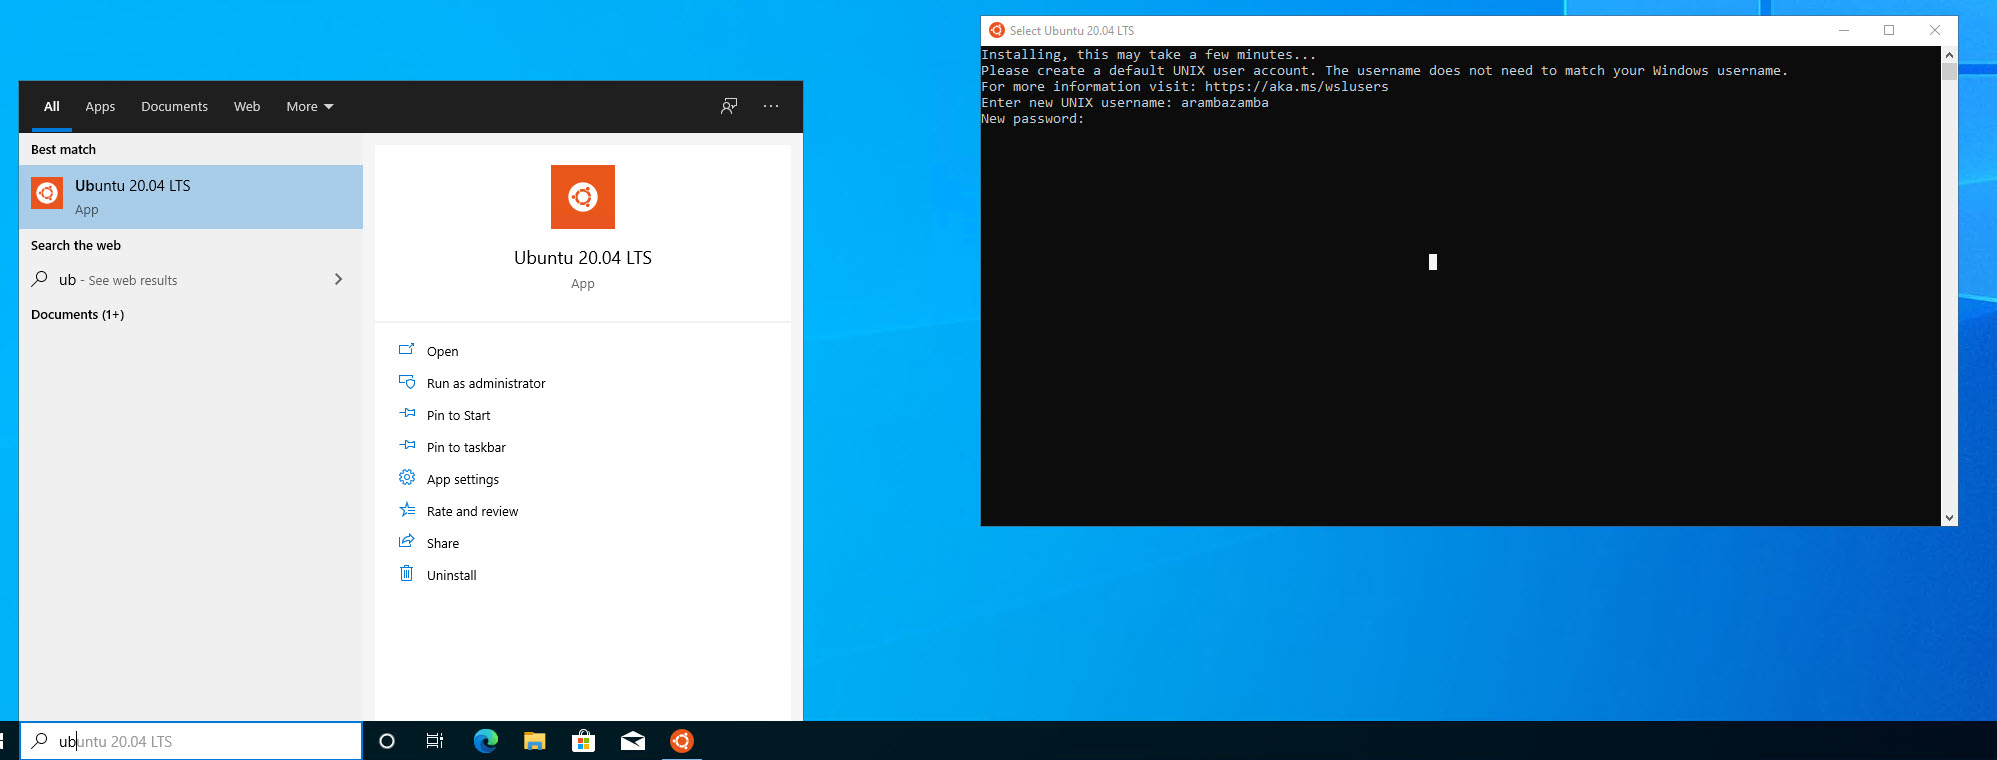 All Apps Documents Web More
Best match
Ubuntu 20.04 LTS
App
Search the web
ub - See web results
Documents (1+)
Ubuntu 20.04 LTS
App
Open
Run as administrator
Pin to Start
Pin to taskbar
App settings
Rate and review
Share
Uninstall
ubuntu 20.04 LTS
Select Ubuntu 20.04 LTS
Installing, this may take a few minutes...
Please create a default UNIX user account. The username does not need to match your Windows username.
For more information visit: https://aka.ms/wslusers
Enter new UNIX username: arambazamba
New password: